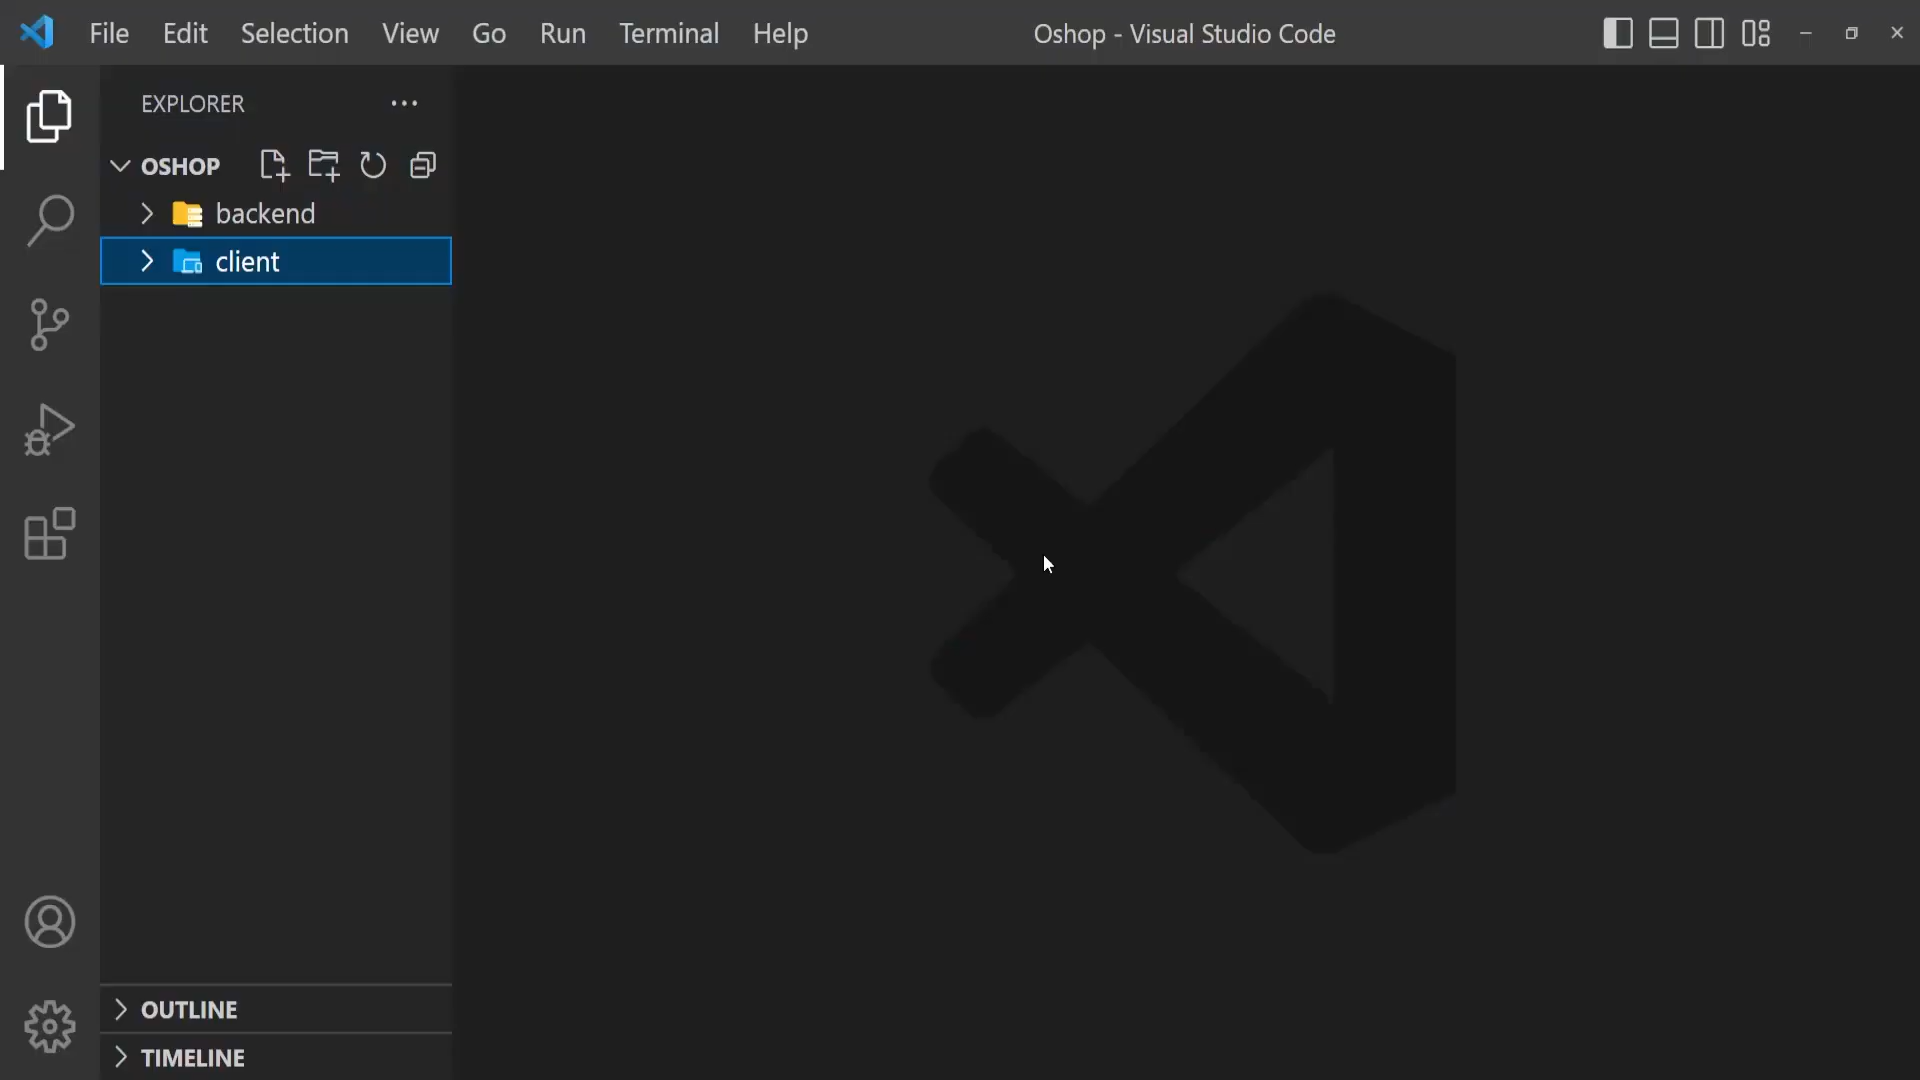 File Edit Selection View Go Run Terminal Help Oshop - Visual Studio Code
EXPLORER
OSHOP
backend
client
OUTLINE
TIMELINE